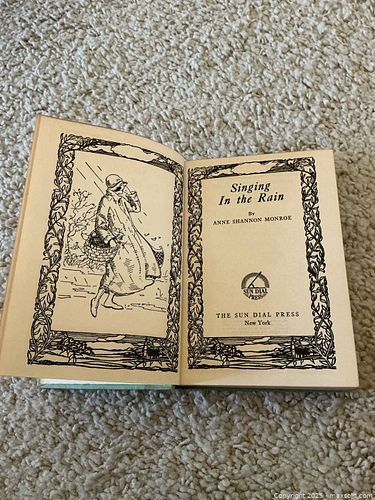 Singing
In the Rain
By
ANNE SHANNON MONROE
SUN DIAL
PRESS
THE SUN DIAL PRESS
New York
Copyright 2025 - maxsold.com